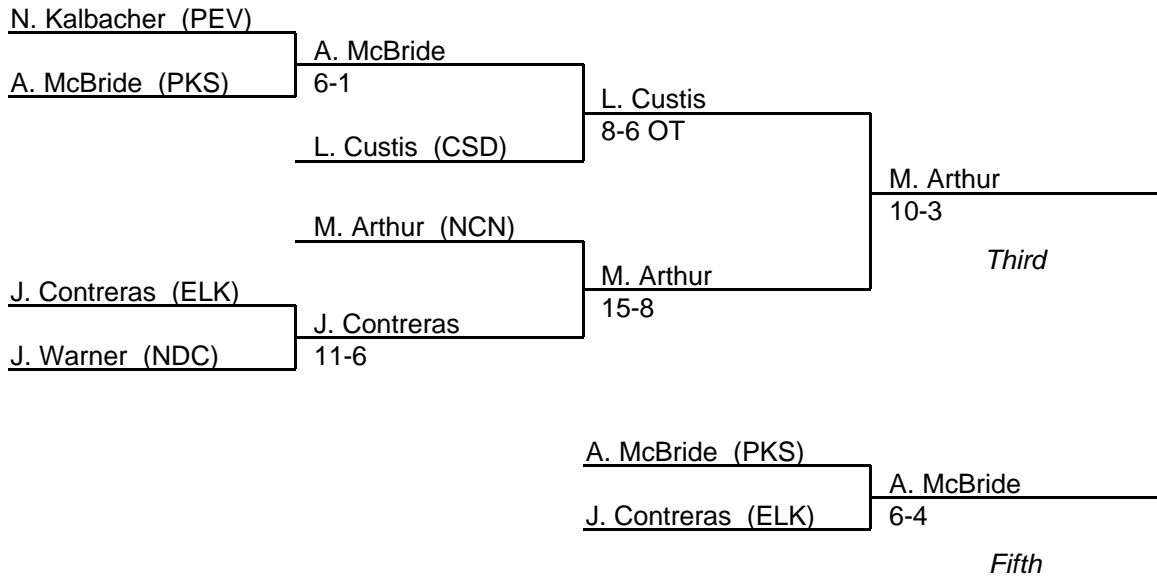 N. Kalbacher (PEV)
A. McBride
A. McBride (PKS)
6-1
L. Custis
8-6 OT
L. Custis (CSD)
M. Arthur
10-3
M. Arthur (NCN)
Third
M. Arthur
J. Contreras (ELK)
15-8
J. Contreras
J. Warner (NDC)
11-6
A. McBride (PKS)
A. McBride
J. Contreras (ELK)
6-4
Fifth